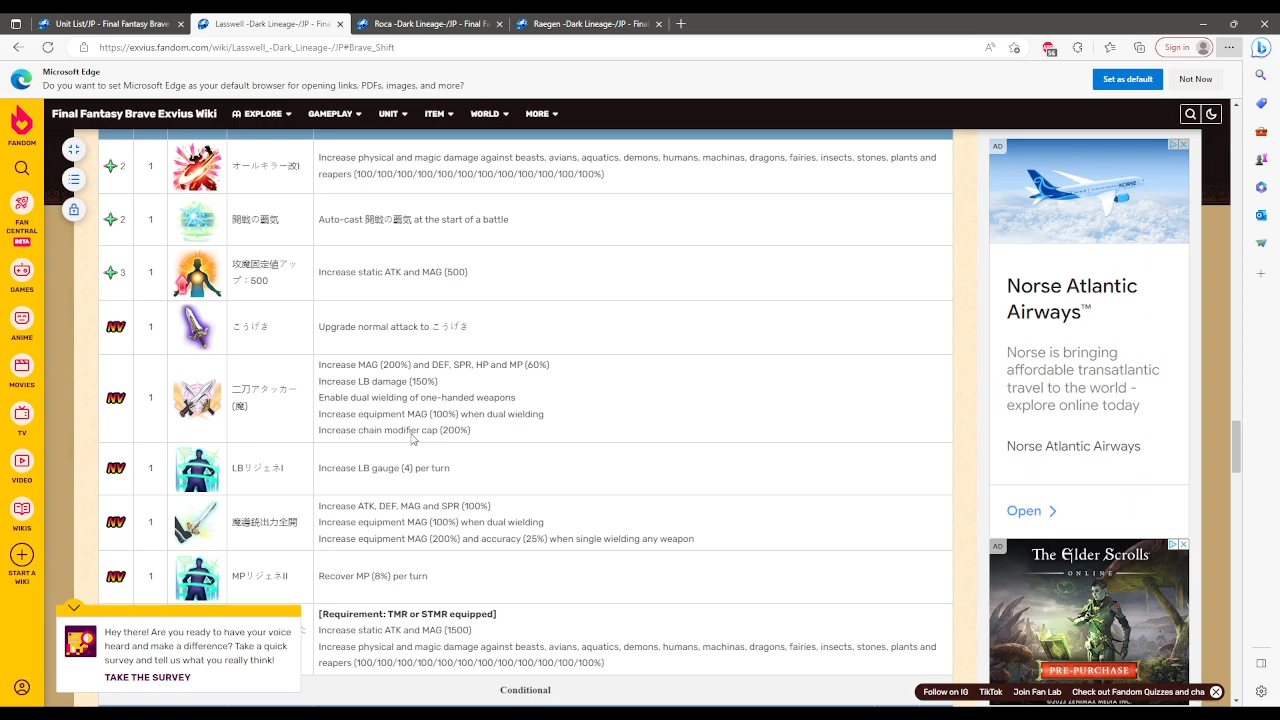 Unit List/JP - Final Fantasy Brave
Lasswell -Dark Lineage-/JP - Fin
Roca -Dark Lineage-/JP - Final F
Raegen -Dark Lineage-/JP - Final
https://exvius.fandom.com/wiki/Lasswell_-Dark_Lineage-/JP#Brave_Shift
56
Sign in
Microsoft Edge
Do you want to set Microsoft Edge as your default browser for opening links, PDFs, images, and more?
Set as default
Not Now
FANDOM
Final Fantasy Brave Exvius Wiki
EXPLORE
GAMEPLAY
UNIT
ITEM
WORLD
MORE
FAN CENTRAL
BETA
GAMES
ANIME
MOVIES
TV
VIDEO
WIKIS
START A WIKI
2 1 オールキラー改Ⅰ
Increase physical and magic damage against beasts, avians, aquatics, demons, humans, machinas, dragons, fairies, insects, stones, plants and
reapers (100/100/100/100/100/100/100/100/100/100/100/100%)
2 1 開戦の覇気 Auto-cast 開戦の覇気 at the start of a battle
3 1 攻魔固定値アッ
プ：500
Increase static ATK and MAG (500)
NV 1 こうげき Upgrade normal attack to こうげき
NV 1 二刀アタッカー
(魔)
Increase MAG (200%) and DEF, SPR, HP and MP (60%)
Increase LB damage (150%)
Enable dual wielding of one-handed weapons
Increase equipment MAG (100%) when dual wielding
Increase chain modifier cap (200%)
NV 1 LBリジェネⅠ Increase LB gauge (4) per turn
NV 1 魔導銃出力全開
Increase ATK, DEF, MAG and SPR (100%)
Increase equipment MAG (100%) when dual wielding
Increase equipment MAG (200%) and accuracy (25%) when single wielding any weapon
NV 1 MPリジェネⅡ Recover MP (8%) per turn
[Requirement: TMR or STMR equipped]
Increase static ATK and MAG (1500)
Increase physical and magic damage against beasts, avians, aquatics, demons, humans, machinas, dragons, fairies, insects, stones, plants and
reapers (100/100/100/100/100/100/100/100/100/100/100/100%)
Conditional
Hey there! Are you ready to have your voice
heard and make a difference? Take a quick
survey and tell us what you really think!
TAKE THE SURVEY
AD
norse
Norse Atlantic
Airways™
Norse is bringing
affordable transatlantic
travel to the world -
explore online today
Norse Atlantic Airways
Open
AD
The Elder Scrolls
ONLINE
PRE-PURCHASE
©2023 ZENIMAX MEDIA INC.
Follow on IG
TikTok
Join Fan Lab
Check out Fandom Quizzes and cha